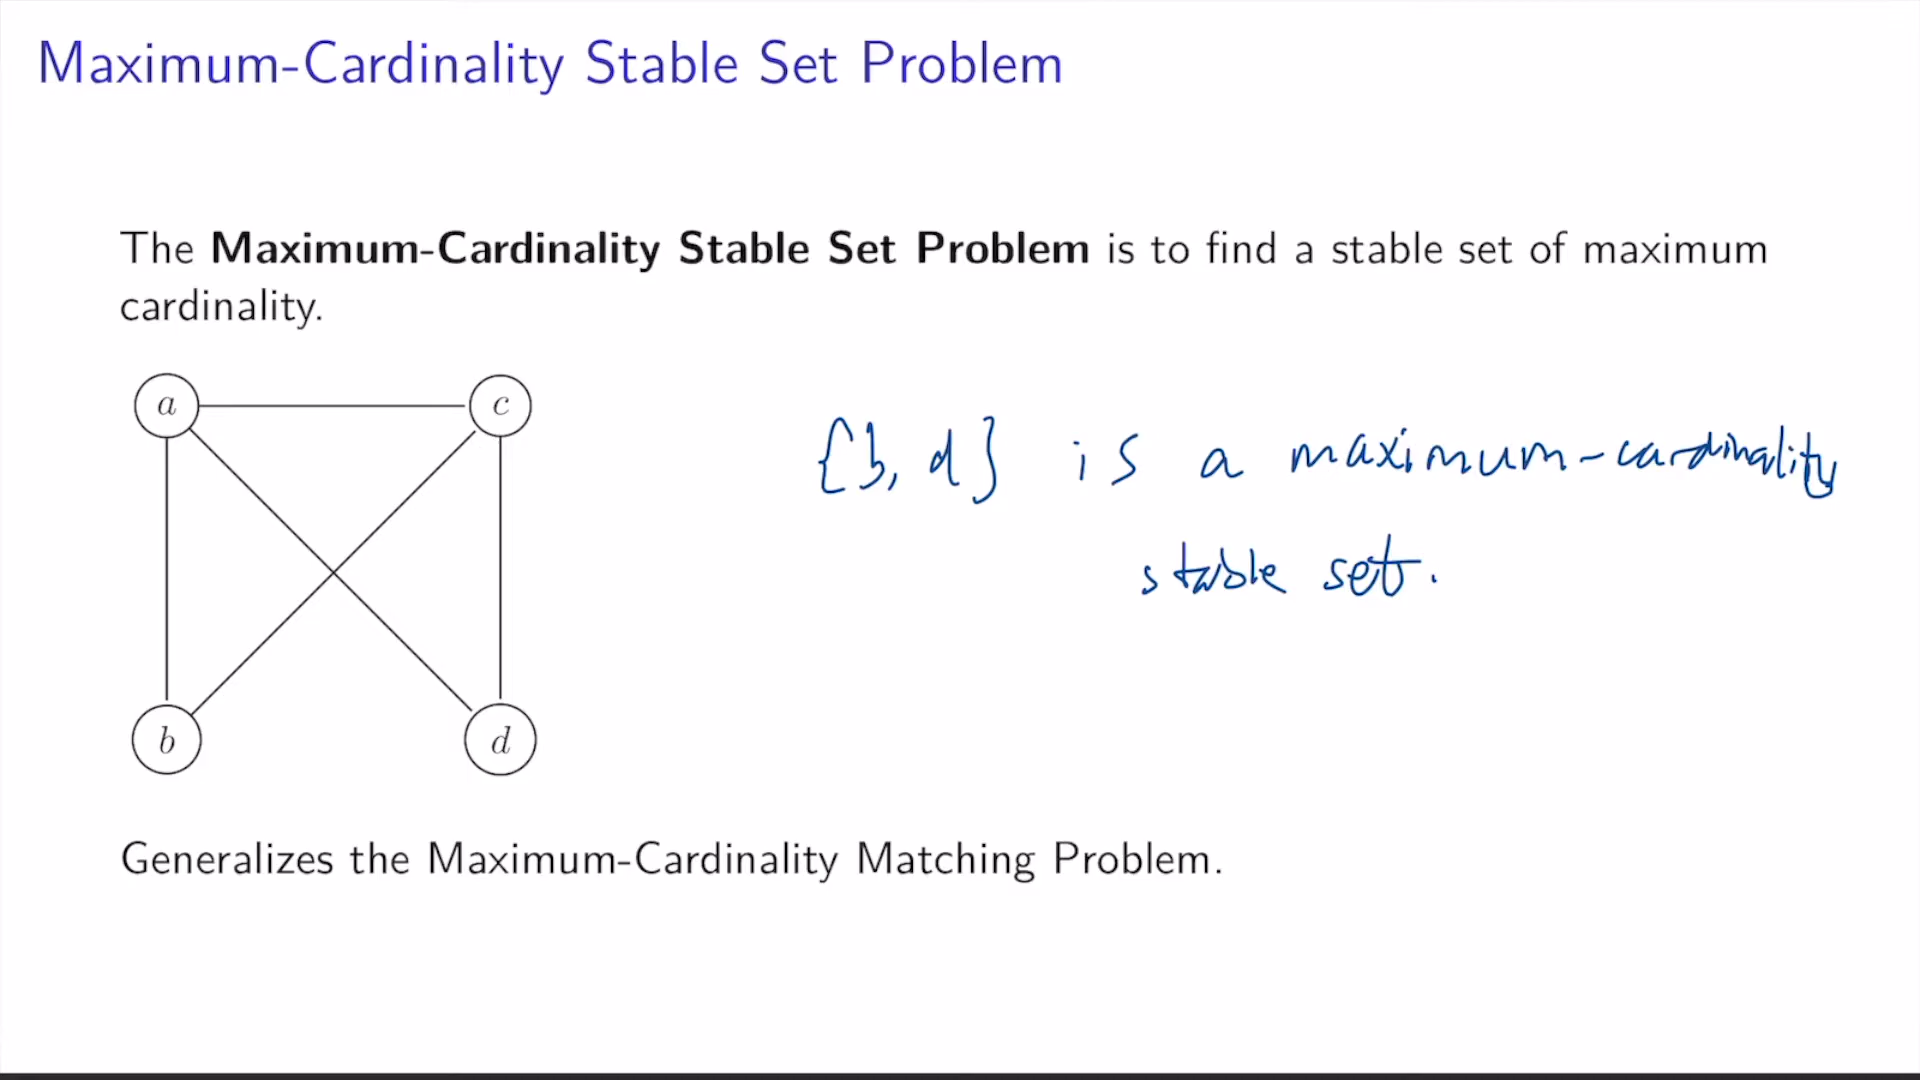 Maximum-Cardinality Stable Set Problem
The Maximum-Cardinality Stable Set Problem is to find a stable set of maximum
cardinality.
a c
{b, d} is a maximum-cardinality
stable set.
b d
Generalizes the Maximum-Cardinality Matching Problem.